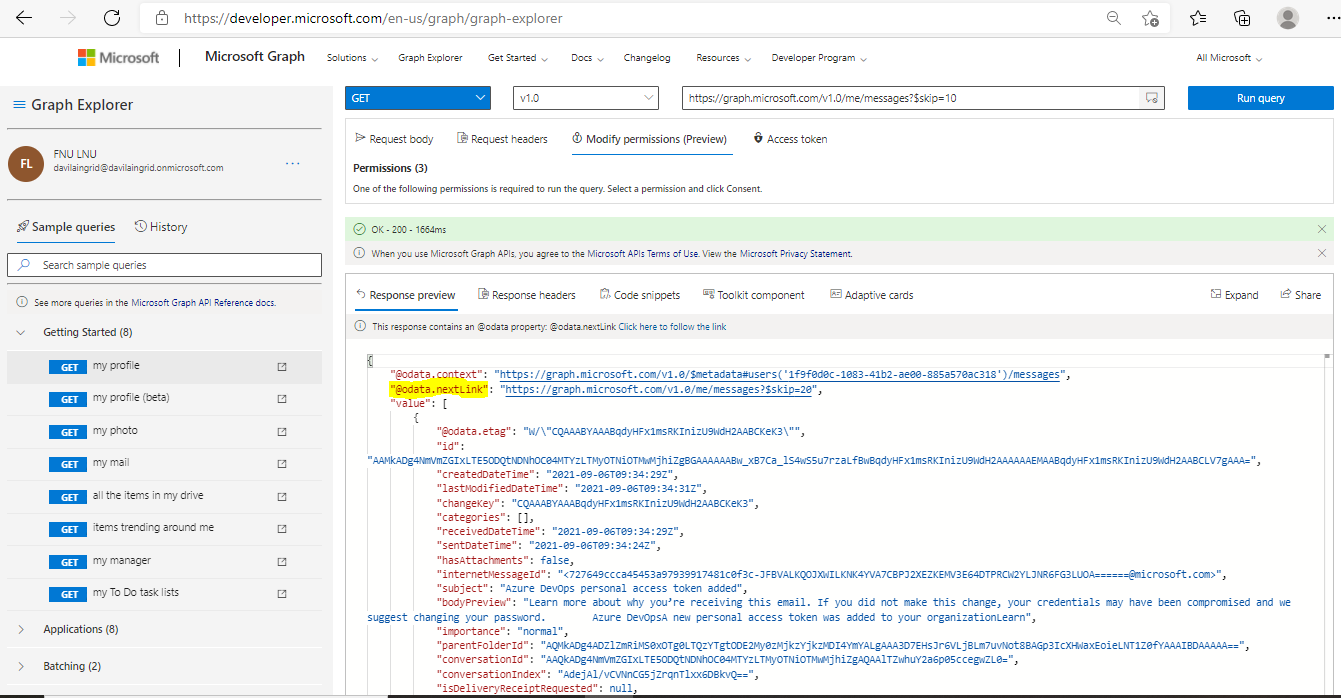 https://developer.microsoft.com/en-us/graph/graph-explorer
Microsoft
Microsoft Graph
Solutions
Graph Explorer
Get Started
Docs
Changelog
Resources
Developer Program
All Microsoft
Graph Explorer
GET
v1.0
https://graph.microsoft.com/v1.0/me/messages?$skip=10
Run query
FL
FNU LNU
davilaingrid@davilaingrid.onmicrosoft.com
...
Request body
Request headers
Modify permissions (Preview)
Access token
Permissions (3)
One of the following permissions is required to run the query. Select a permission and click Consent.
Sample queries
History
Search sample queries
See more queries in the Microsoft Graph API Reference docs.
Getting Started (8)
GET my profile
GET my profile (beta)
GET my photo
GET my mail
GET all the items in my drive
GET items trending around me
GET my manager
GET my To Do task lists
Applications (8)
Batching (2)
OK - 200 - 1664ms
When you use Microsoft Graph APIs, you agree to the Microsoft APIs Terms of Use. View the Microsoft Privacy Statement.
Response preview
Response headers
Code snippets
Toolkit component
Adaptive cards
Expand
Share
This response contains an @odata property: @odata.nextLink Click here to follow the link
{
"@odata.context": "https://graph.microsoft.com/v1.0/$metadata#users('1f9f0d0c-1083-41b2-ae00-885a570ac318')/messages",
"@odata.nextLink": "https://graph.microsoft.com/v1.0/me/messages?$skip=20",
"value": [
{
"@odata.etag": "W/\"CQAAABYAAABqdyHFx1msRKInizU9WdH2AABCKeK3\"",
"id":
"AAMkADg4NmVmZGIxLTE5ODQtNDNhOC04MTYzLTMyOTNiOTMwMjhiZgBGAAAAAABw_xB7Ca_lS4wS5u7rzaLfBwBqdyHFx1msRKInizU9WdH2AAAAAAEMAABqdyHFx1msRKInizU9WdH2AABCLV7gAAA=",
"createdDateTime": "2021-09-06T09:34:29Z",
"lastModifiedDateTime": "2021-09-06T09:34:31Z",
"changeKey": "CQAAABYAAABqdyHFx1msRKInizU9WdH2AABCKeK3",
"categories": [],
"receivedDateTime": "2021-09-06T09:34:29Z",
"sentDateTime": "2021-09-06T09:34:24Z",
"hasAttachments": false,
"internetMessageId": "<727649ccca45453a97939917481c0f3c-JFBVALKQOJXWILKNK4YVA7CBPJ2XEZKEMV3E64DTPRCW2YLJNR6FG3LUOA======@microsoft.com>",
"subject": "Azure DevOps personal access token added",
"bodyPreview": "Learn more about why you're receiving this email. If you did not make this change, your credentials may have been compromised and we
suggest changing your password. Azure DevOpsA new personal access token was added to your organizationLearn",
"importance": "normal",
"parentFolderId": "AQMkADg4ADZlZmRiMS0xOTg0LTQzYTgtODE2My0zMjkzYjkzMDI4YmYALgAAA3D7EHsJr6VLjBLm7uvNot8BAGp3IcXHWaxEoieLNT1Z0fYAAAIBDAAAAA==",
"conversationId": "AAQkADg4NmVmZGIxLTE5ODQtNDNhOC04MTYzLTMyOTNiOTMwMjhiZgAQAAlTZwhuY2a6p05ccegwZL0=",
"conversationIndex": "AdejAl/vCVNnCG5jZrqnTlxx6DBkvQ==",
"isDeliveryReceiptRequested": null,